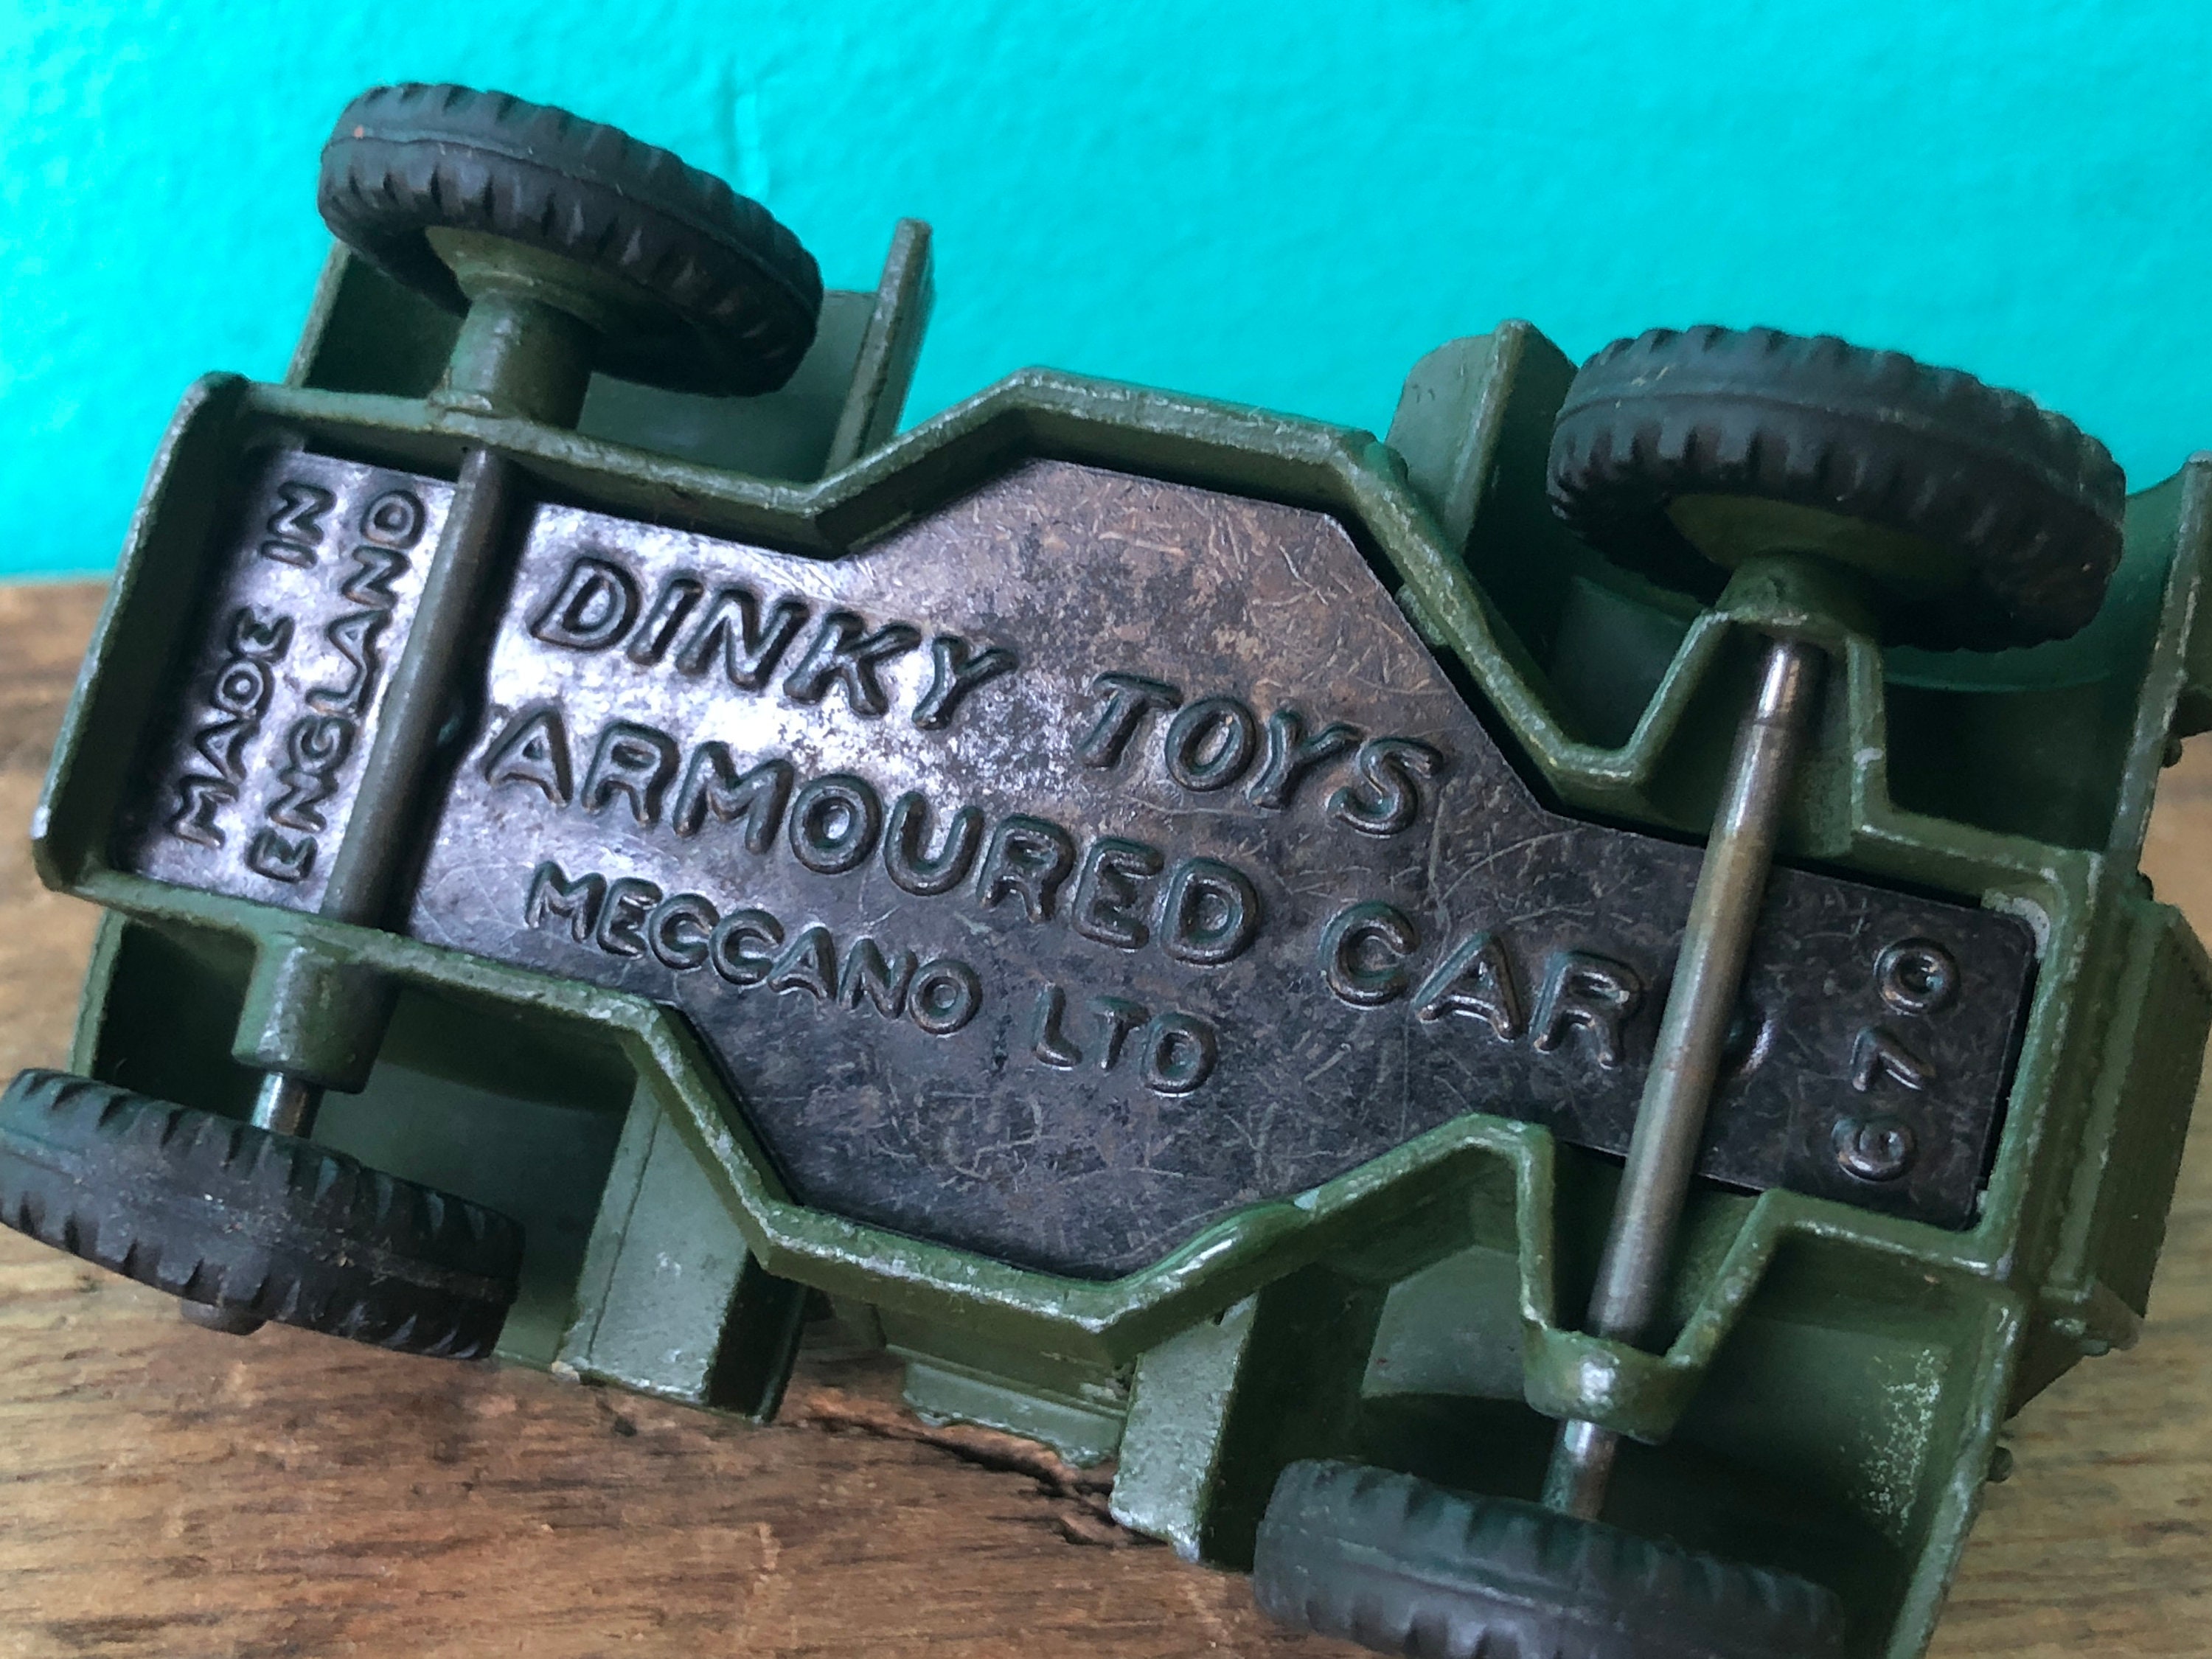 MADE IN
ENGLAND
DINKY TOYS
ARMOURED CAR
MECCANO LTD
670